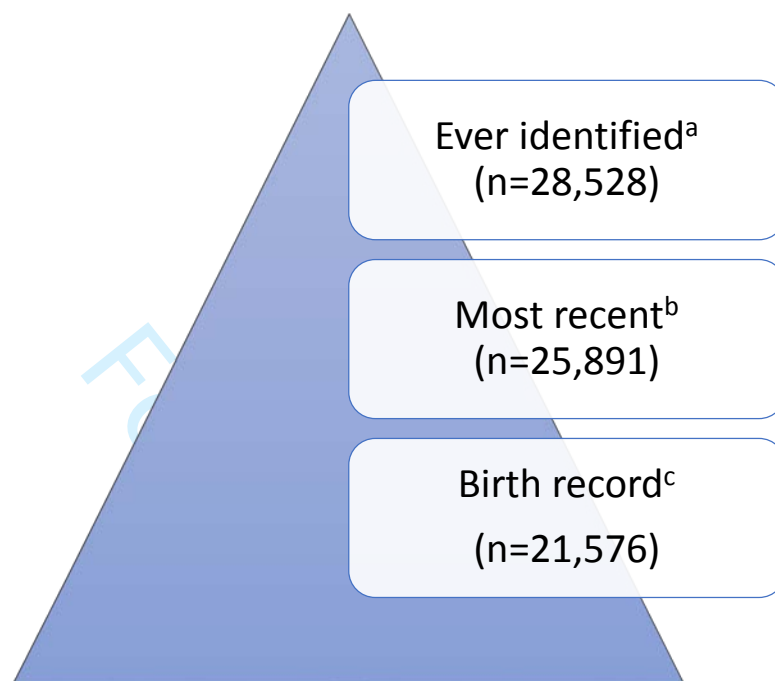 Ever identifiedᵃ
(n=28,528)
Most recentᵇ
(n=25,891)
Birth recordᶜ
(n=21,576)